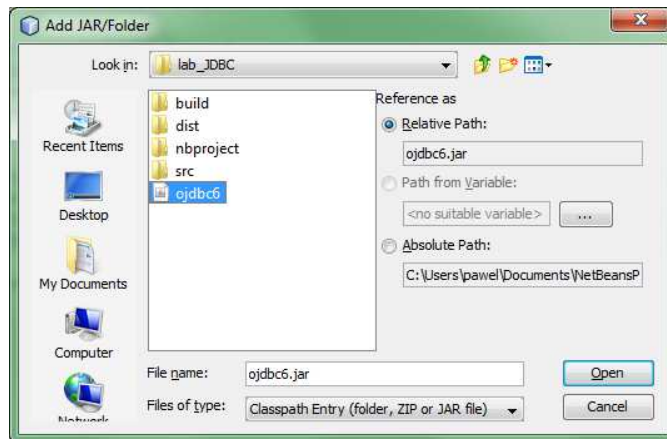 Add JAR/Folder
Look in:
lab_JDBC
Recent Items
Desktop
My Documents
Computer
Network
build
dist
nbproject
src
ojdbc6
Reference as
Relative Path:
ojdbc6.jar
Path from Variable:
<no suitable variable>
...
Absolute Path:
C:\Users\pawel\Documents\NetBeansP
File name:
ojdbc6.jar
Open
Files of type:
Classpath Entry (folder, ZIP or JAR file)
Cancel